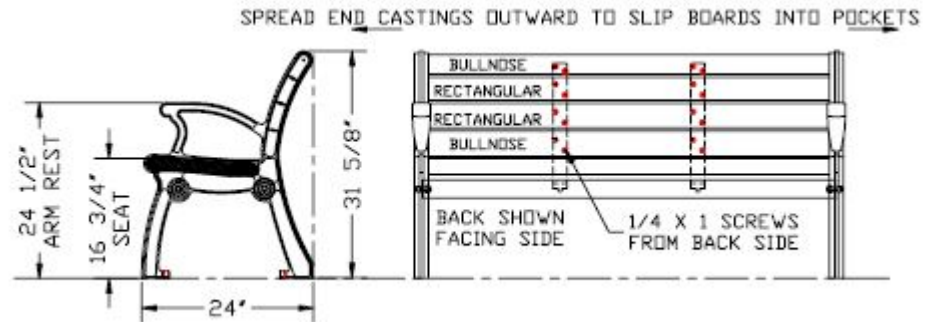 SPREAD END CASTINGS OUTWARD TO SLIP BOARDS INTO POCKETS
BULLNOSE
RECTANGULAR
RECTANGULAR
BULLNOSE
24 1/2"
ARM REST
16 3/4"
SEAT
31 5/8"
24"
BACK SHOWN
FACING SIDE
1/4 X 1 SCREWS
FROM BACK SIDE